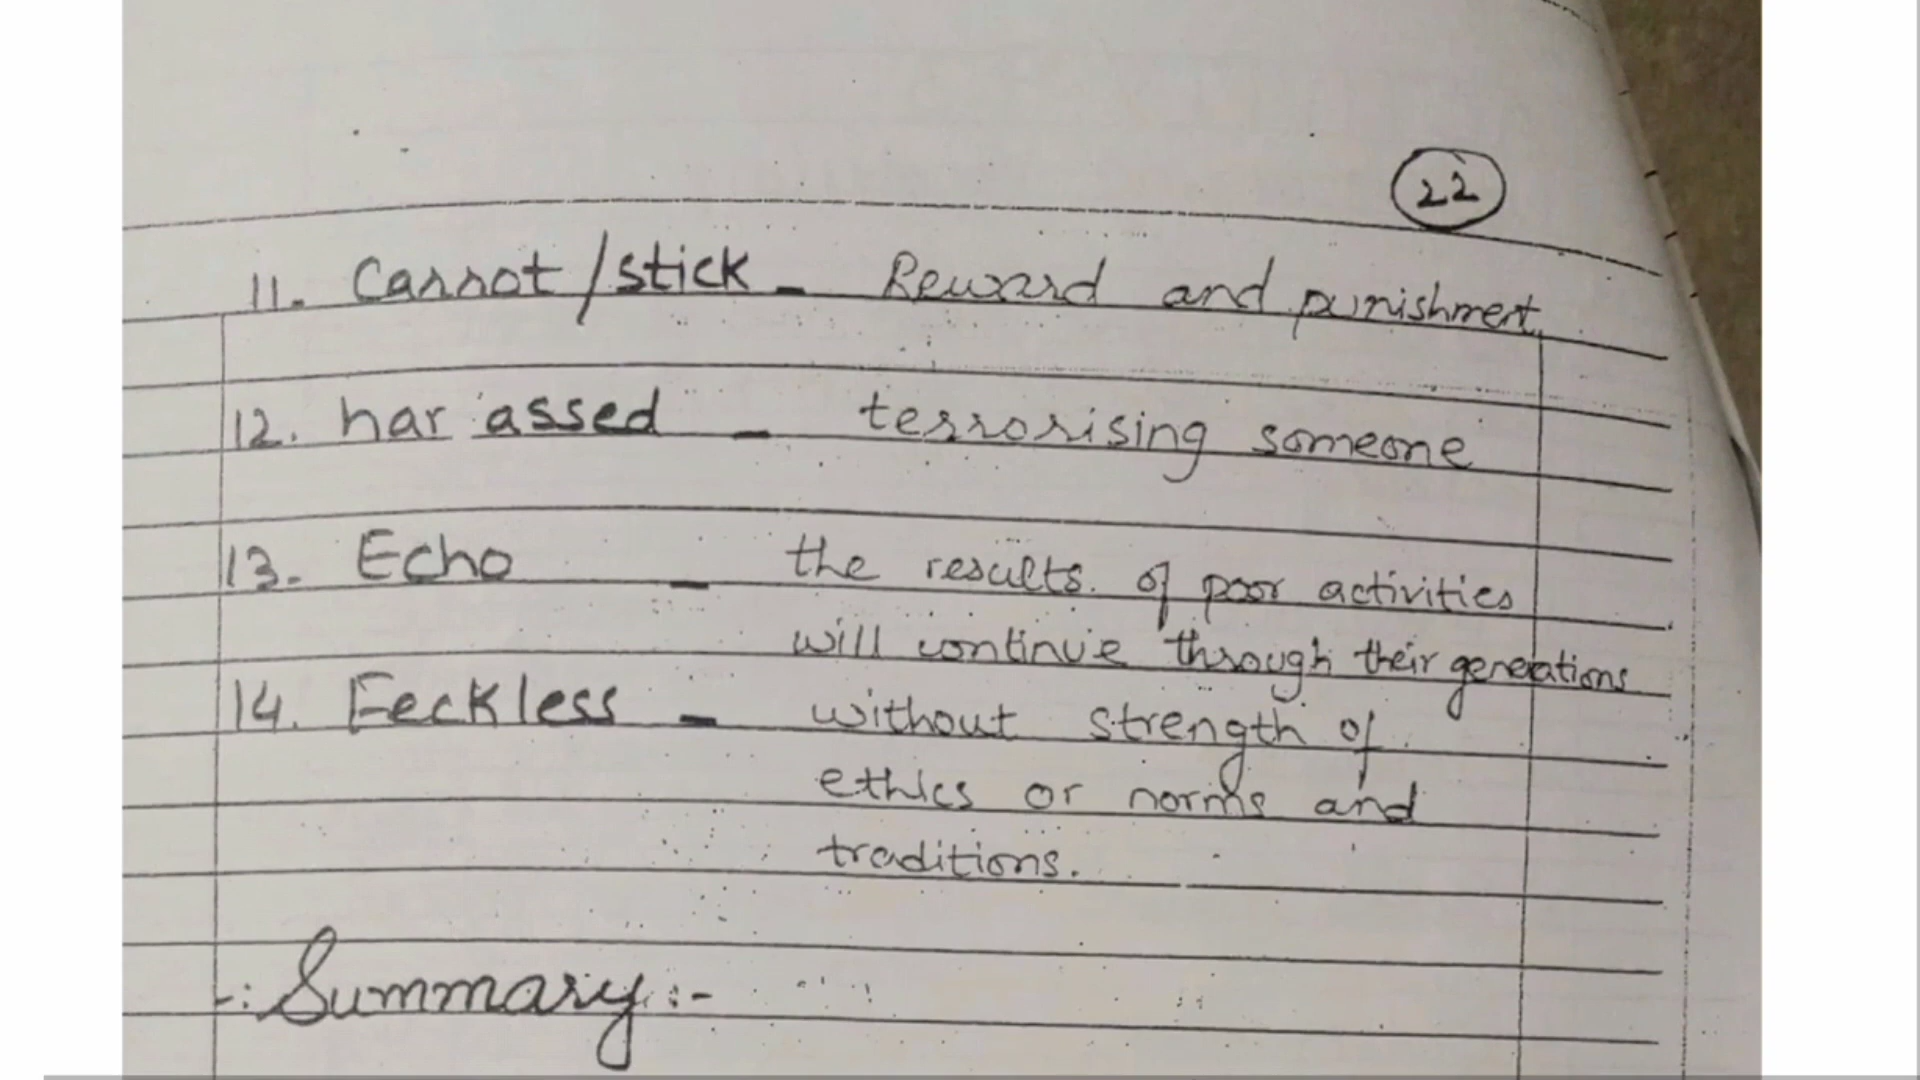 22
11. Carrot/stick - Reward and punishment
12. harassed - terrorising someone
13. Echo - the results of poor activities
will continue through their generations
14. Feckless - without strength of
ethics or norms and
traditions.
-: Summary :-